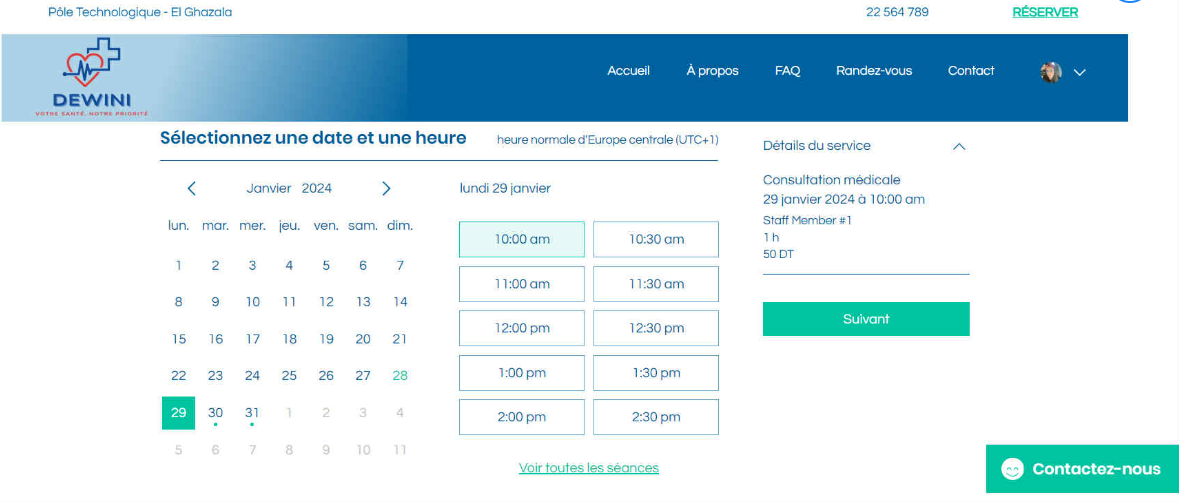 Pôle Technologique - El Ghazala
22 564 789
RÉSERVER
DEWINI
VOTRE SANTÉ, NOTRE PRIORITÉ
Accueil
À propos
FAQ
Randez-vous
Contact
Sélectionnez une date et une heure
heure normale d'Europe centrale (UTC+1)
Janvier 2024
lun. mar. mer. jeu. ven. sam. dim.
1 2 3 4 5 6 7
8 9 10 11 12 13 14
15 16 17 18 19 20 21
22 23 24 25 26 27 28
29 30 31 1 2 3 4
5 6 7 8 9 10 11
lundi 29 janvier
10:00 am 10:30 am
11:00 am 11:30 am
12:00 pm 12:30 pm
1:00 pm 1:30 pm
2:00 pm 2:30 pm
Voir toutes les séances
Détails du service
Consultation médicale
29 janvier 2024 à 10:00 am
Staff Member #1
1 h
50 DT
Suivant
Contactez-nous